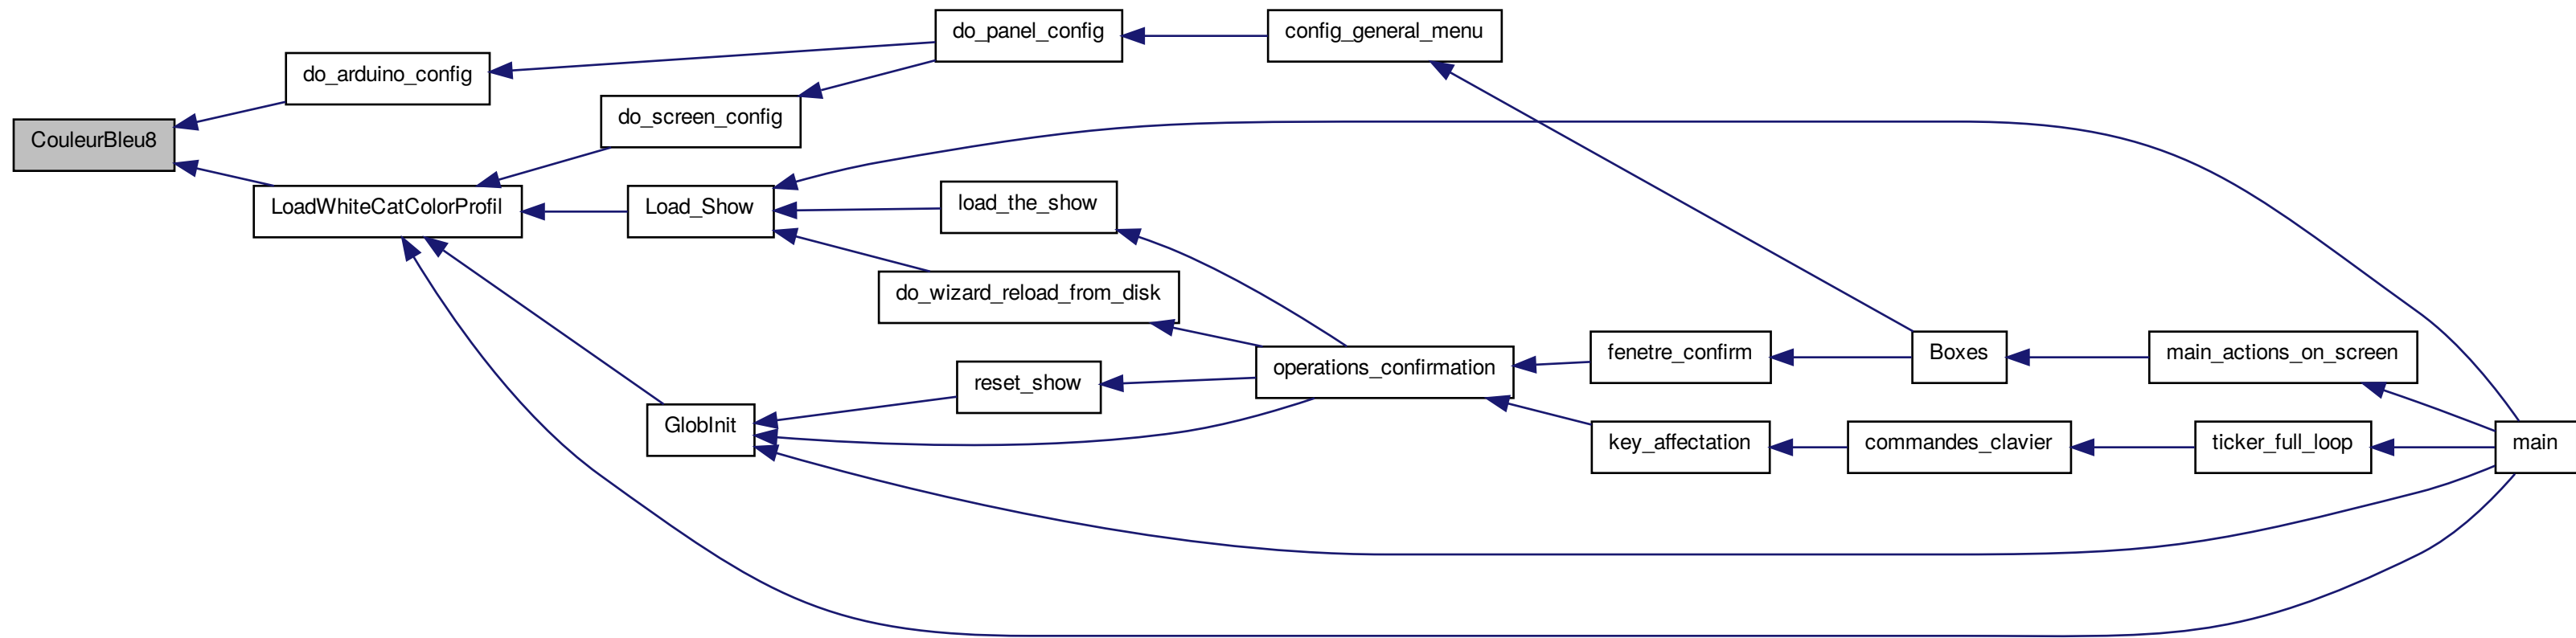 CouleurBleu8
do_arduino_config
LoadWhiteCatColorProfil
do_screen_config
Load_Show
GlobInit
do_panel_config
load_the_show
do_wizard_reload_from_disk
reset_show
config_general_menu
operations_confirmation
fenetre_confirm
key_affectation
Boxes
commandes_clavier
main_actions_on_screen
ticker_full_loop
main